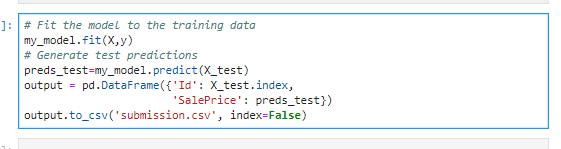 ]: # Fit the model to the training data
my_model.fit(X,y)
# Generate test predictions
preds_test=my_model.predict(X_test)
output = pd.DataFrame({'Id': X_test.index,
                       'SalePrice': preds_test})
output.to_csv('submission.csv', index=False)